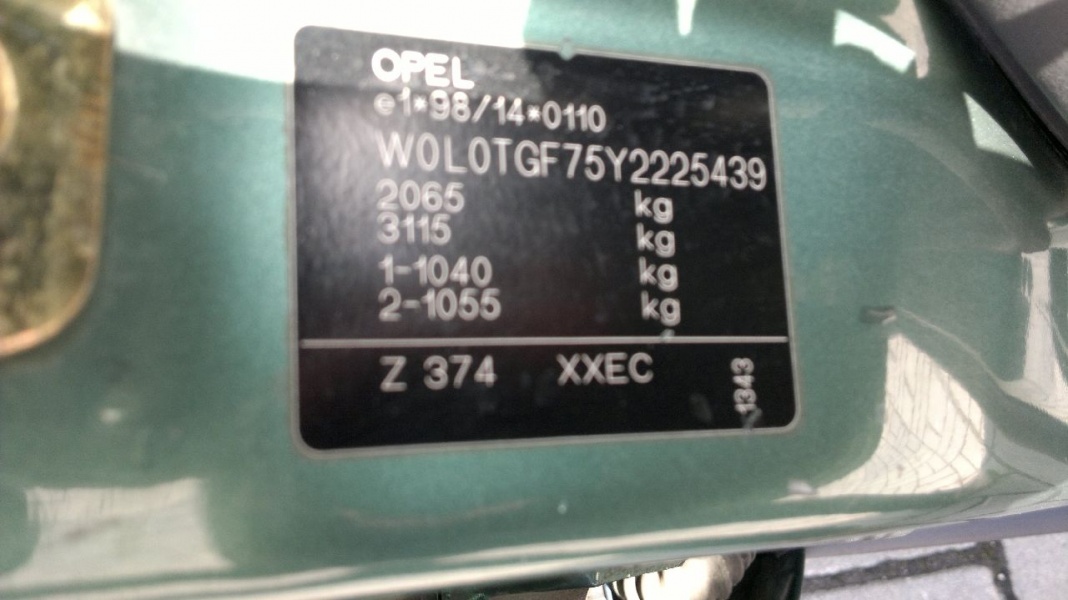 OPEL
e1*98/14*0110
W0L0TGF75Y2225439
2065 kg
3115 kg
1-1040 kg
2-1055 kg
Z 374 XXEC
1343